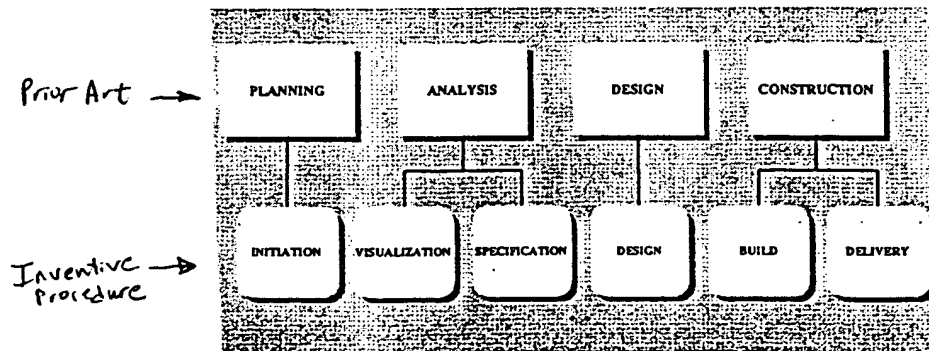 Prior Art
PLANNING ANALYSIS DESIGN CONSTRUCTION
INITIATION VISUALIZATION SPECIFICATION DESIGN BUILD DELIVERY
Inventive
Procedure